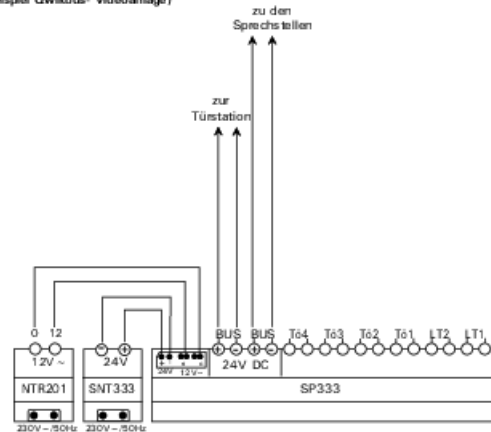 zu den
Sprechstellen
zur
Türstation
0 12
BUS BUS Tö4 Tö3 Tö2 Tö1 LT2 LT1
12V ~ 24V 24V 12V~ 24V DC
NTR201 SNT333 SP333
230V~/50Hz 230V~/50Hz